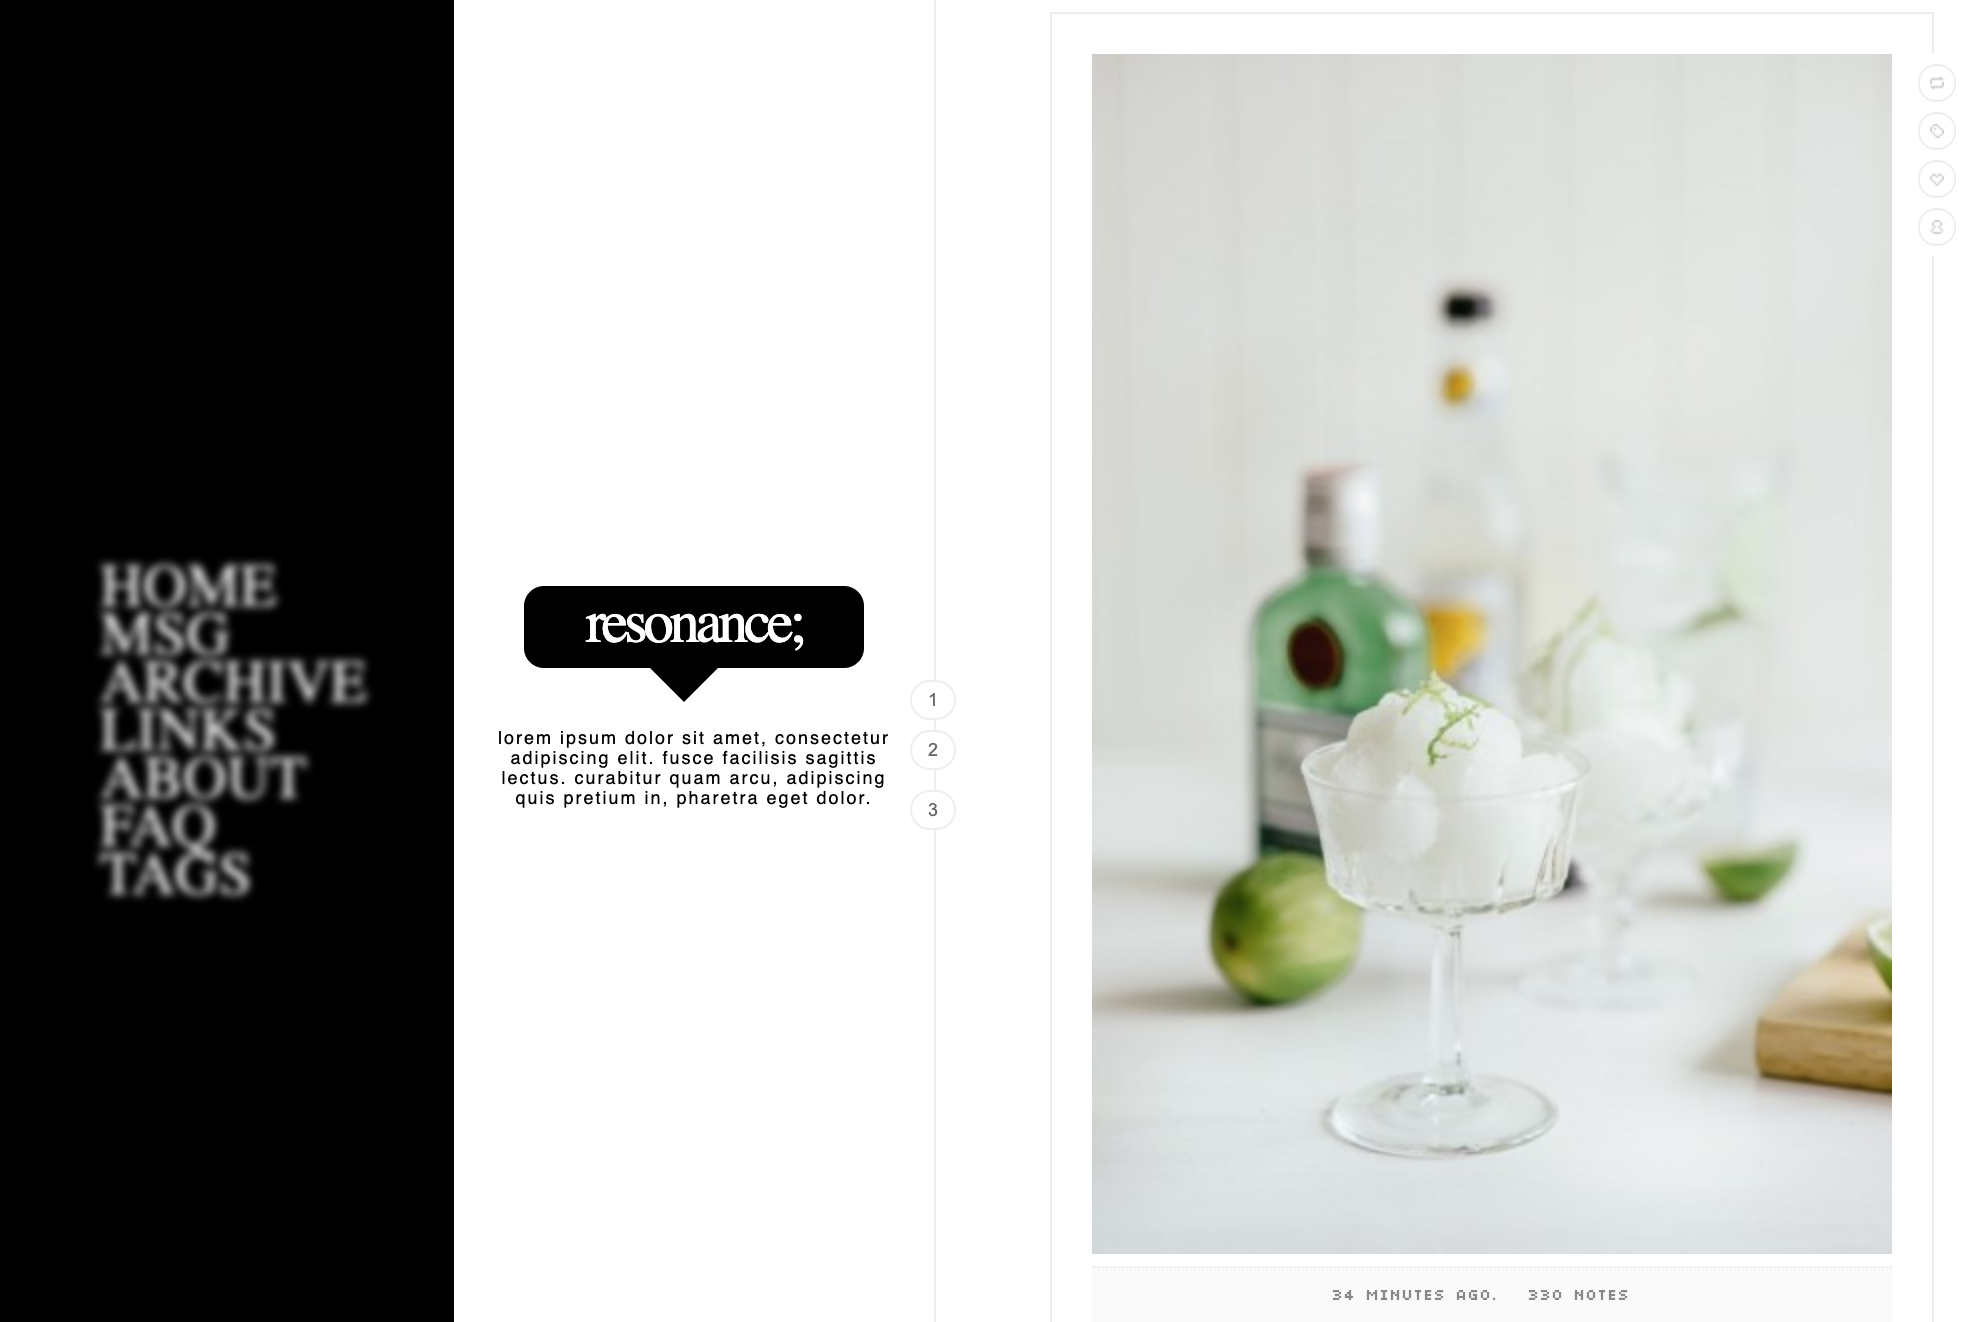 HOME
MSG
ARCHIVE
LINKS
ABOUT
FAQ
TAGS
resonance;
lorem ipsum dolor sit amet, consectetur
adipiscing elit. fusce facilisis sagittis
lectus. curabitur quam arcu, adipiscing
quis pretium in, pharetra eget dolor.
1
2
3
34 MINUTES AGO. 330 NOTES